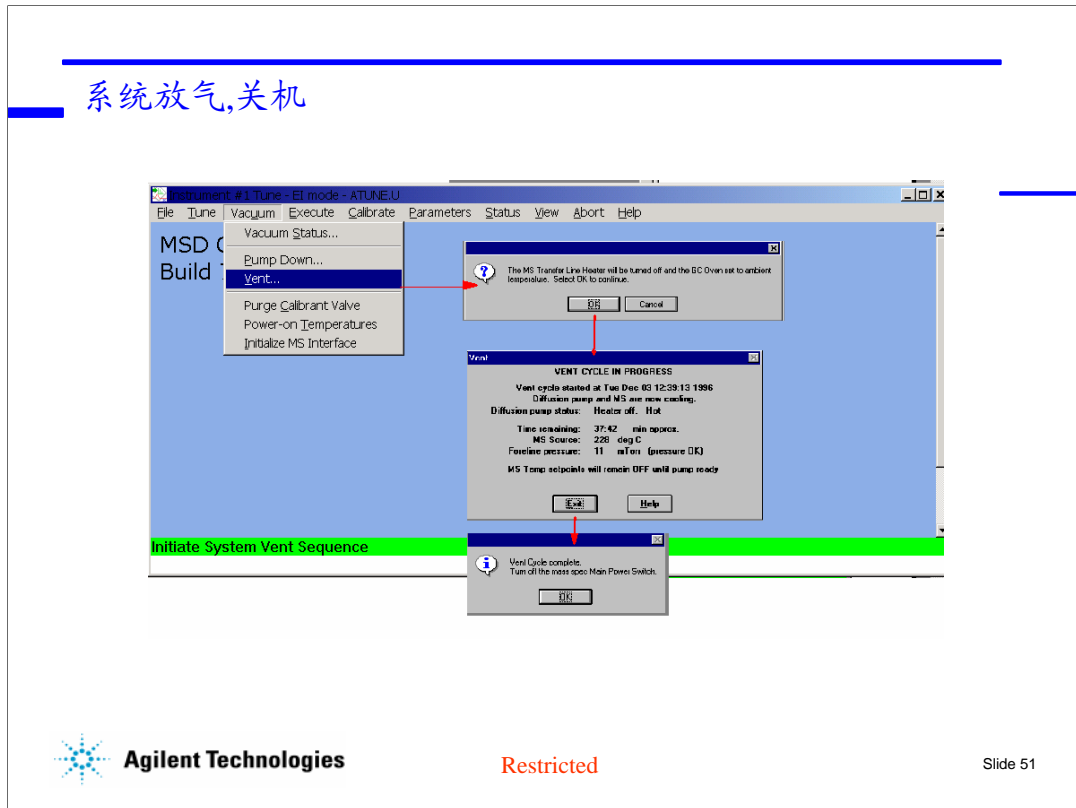 系统放气,关机
Instrument #1 Tune - EI mode - ATUNE.U
File Tune Vacuum Execute Calibrate Parameters Status View Abort Help
MSD
Build
Vacuum Status...
Pump Down...
Vent...
Purge Calibrant Valve
Power-on Temperatures
Initialize MS Interface
The MS Transfer Line Heater will be turned off and the GC Oven set to ambient
temperature. Select OK to continue.
OK Cancel
Vent
VENT CYCLE IN PROGRESS
Vent cycle started at Tue Dec 03 12:39:13 1996
Diffusion pump and MS are now cooling.
Diffusion pump status: Heater off. Hot
Time remaining: 37:42 min approx.
MS Source: 228 deg C
Foreline pressure: 11 mTorr (pressure OK)
MS Temp setpoints will remain OFF until pump ready
Exit Help
Initiate System Vent Sequence
Vent Cycle complete.
Turn off the mass spec Main Power Switch.
OK
Agilent Technologies
Restricted
Slide 51